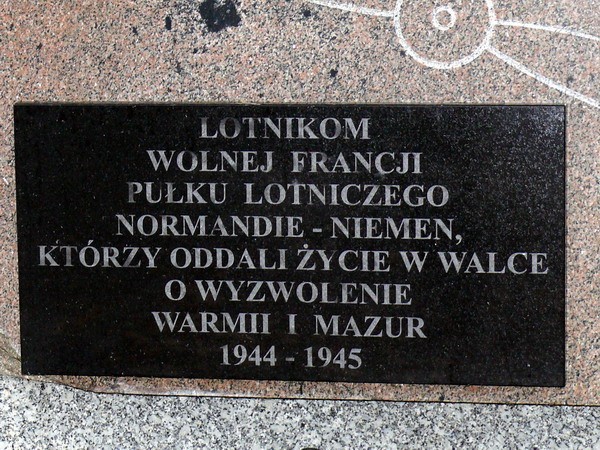 LOTNIKOM
WOLNEJ FRANCJI
PUŁKU LOTNICZEGO
NORMANDIE - NIEMEN,
KTÓRZY ODDALI ŻYCIE W WALCE
O WYZWOLENIE
WARMII I MAZUR
1944 - 1945